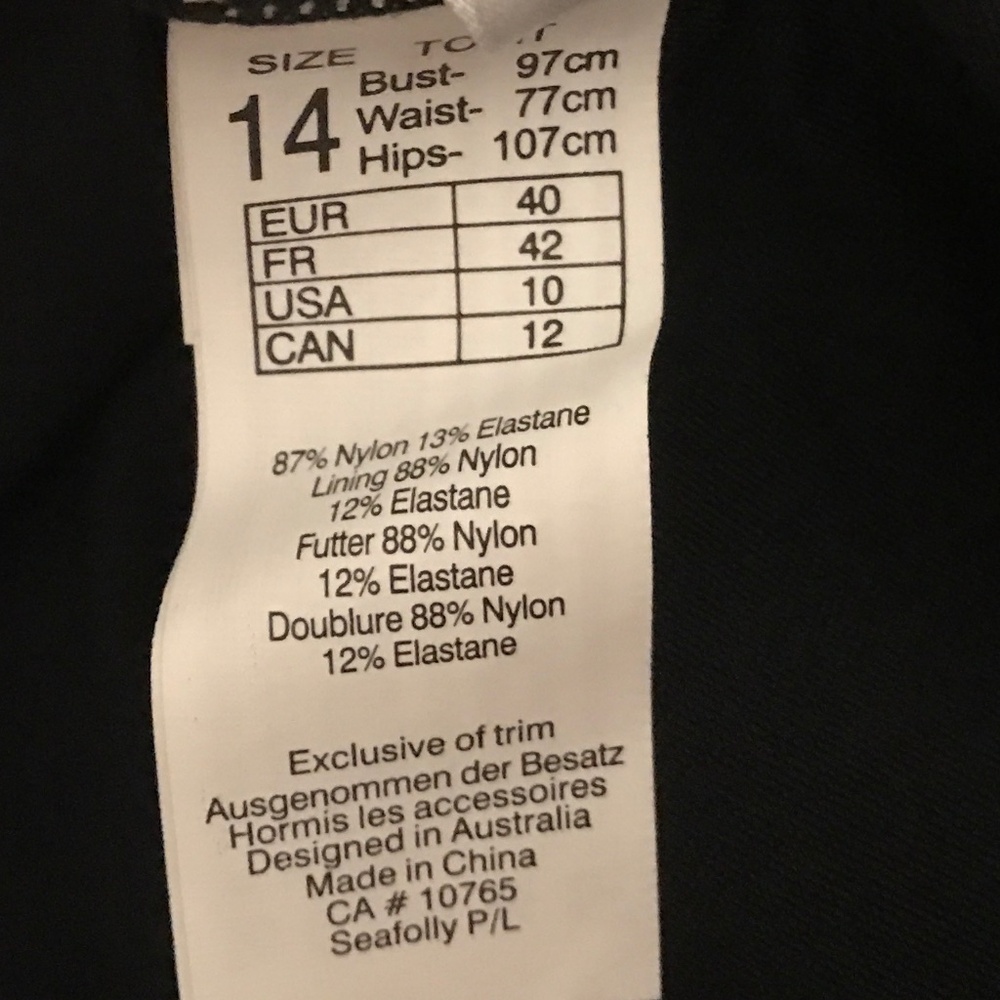 SIZE
14
Bust- 97cm
Waist- 77cm
Hips- 107cm
EUR 40
FR 42
USA 10
CAN 12
87% Nylon 13% Elastane
Lining 88% Nylon
12% Elastane
Futter 88% Nylon
12% Elastane
Doublure 88% Nylon
12% Elastane
Exclusive of trim
Ausgenommen der Besatz
Hormis les accessoires
Designed in Australia
Made in China
CA # 10765
Seafolly P/L